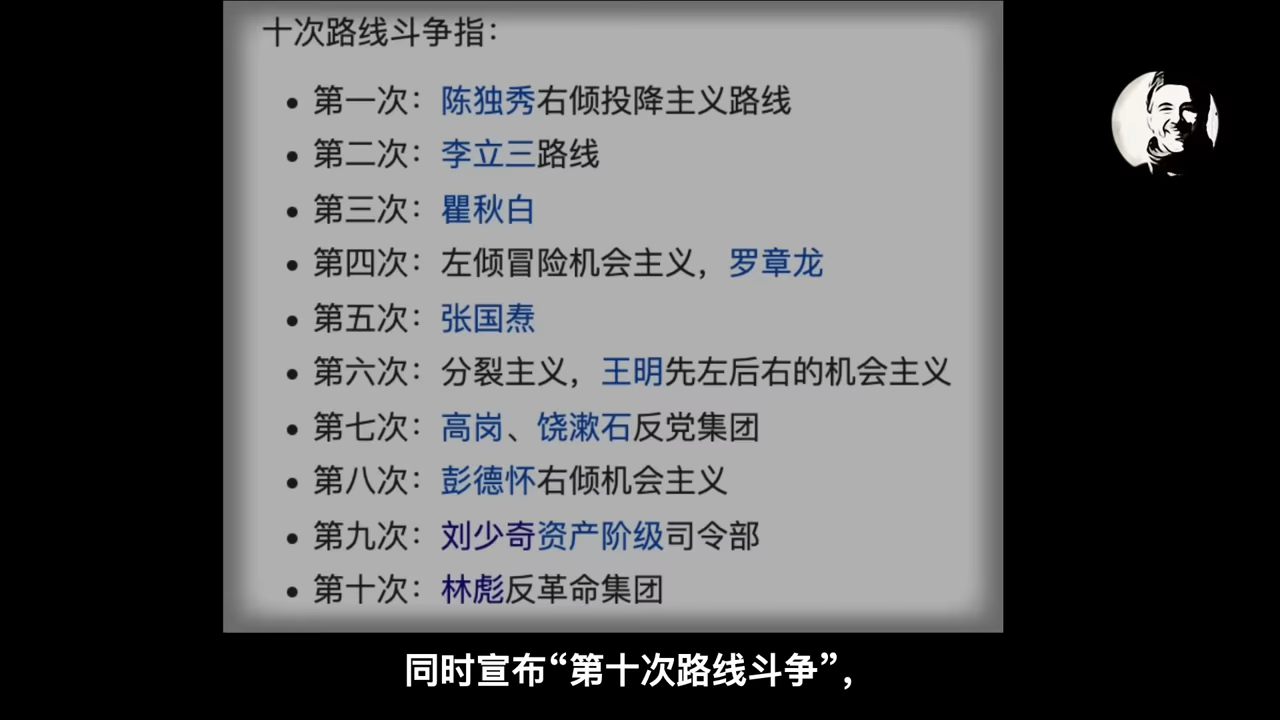 十次路线斗争指：
• 第一次：陈独秀右倾投降主义路线
• 第二次：李立三路线
• 第三次：瞿秋白
• 第四次：左倾冒险机会主义，罗章龙
• 第五次：张国焘
• 第六次：分裂主义，王明先左后右的机会主义
• 第七次：高岗、饶漱石反党集团
• 第八次：彭德怀右倾机会主义
• 第九次：刘少奇资产阶级司令部
• 第十次：林彪反革命集团
同时宣布“第十次路线斗争”，